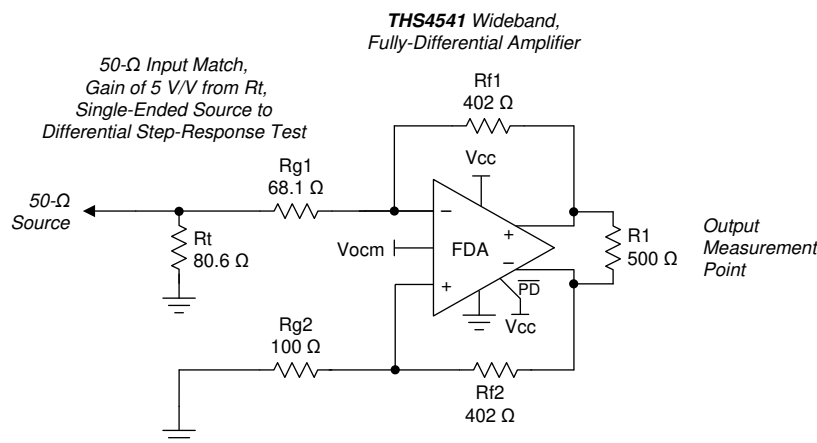 THS4541 Wideband,
Fully-Differential Amplifier
50-Ω Input Match,
Gain of 5 V/V from Rt,
Single-Ended Source to
Differential Step-Response Test
Rf1
402 Ω
Vcc
Rg1
68.1 Ω
50-Ω
Source
Rt
80.6 Ω
Vocm
−
FDA
+
+
−
PD
Vcc
R1
500 Ω
Output
Measurement
Point
Rg2
100 Ω
Rf2
402 Ω